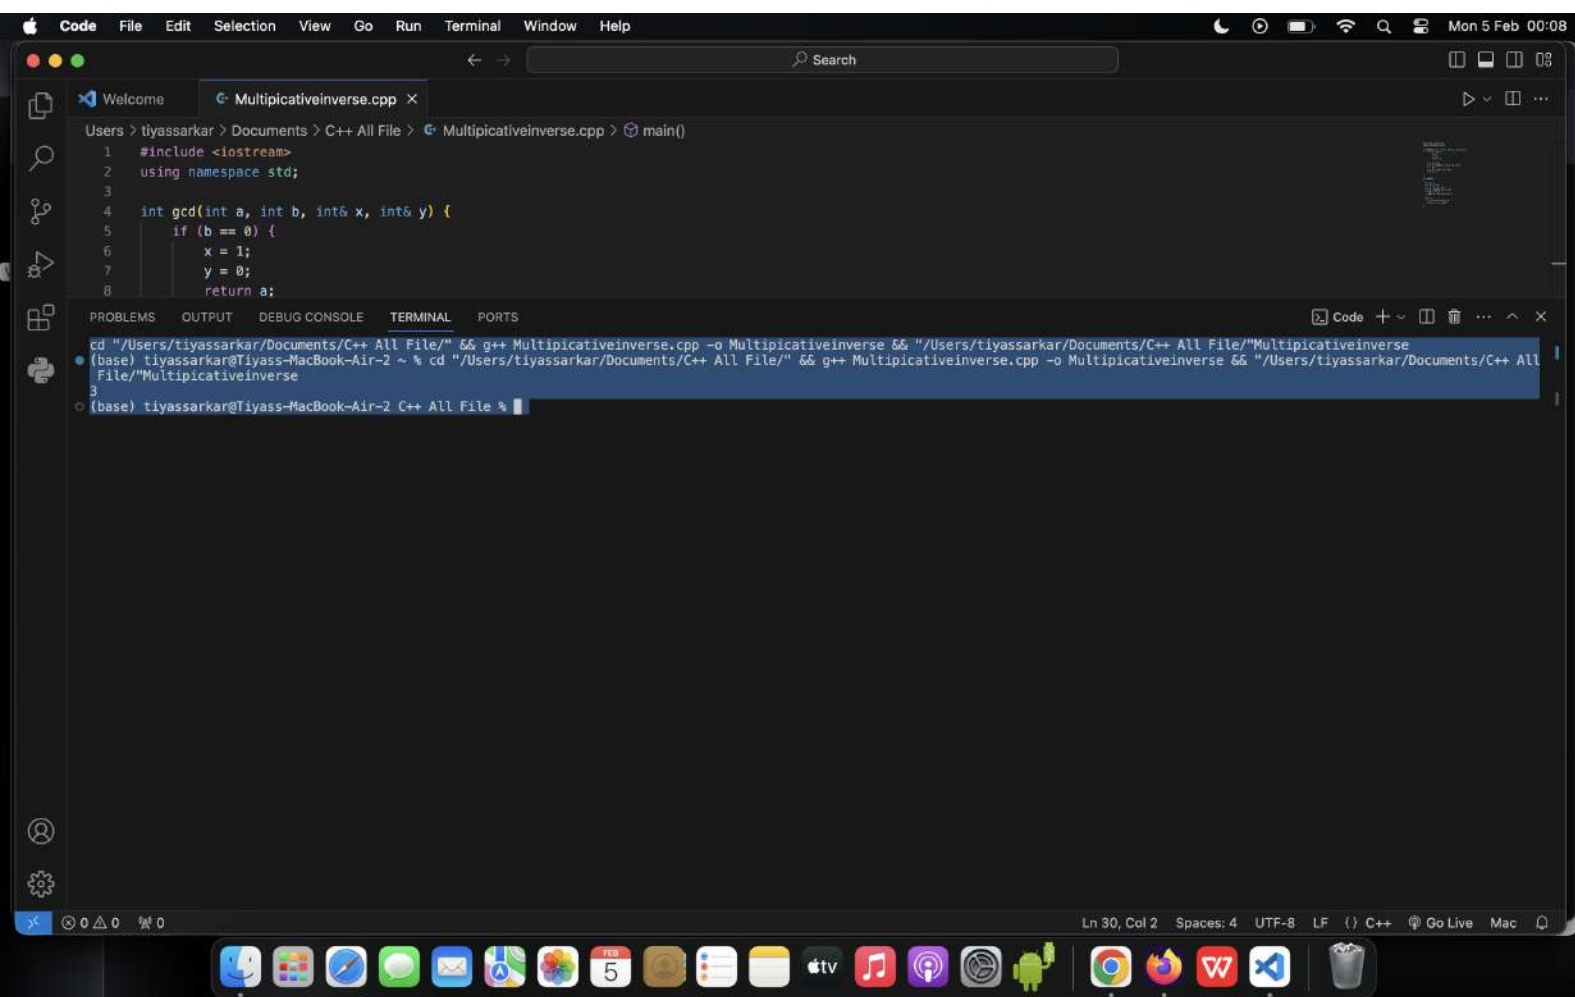 Code File Edit Selection View Go Run Terminal Window Help Mon 5 Feb 00:08
Search
Welcome Multipicativeinverse.cpp
Users > tiyassarkar > Documents > C++ All File > Multipicativeinverse.cpp > main()
1 #include <iostream>
2 using namespace std;
3
4 int gcd(int a, int b, int& x, int& y) {
5 if (b == 0) {
6 x = 1;
7 y = 0;
8 return a;
PROBLEMS OUTPUT DEBUG CONSOLE TERMINAL PORTS Code
cd "/Users/tiyassarkar/Documents/C++ All File/" && g++ Multipicativeinverse.cpp -o Multipicativeinverse && "/Users/tiyassarkar/Documents/C++ All File/"Multipicativeinverse
(base) tiyassarkar@Tiyass-MacBook-Air-2 ~ % cd "/Users/tiyassarkar/Documents/C++ All File/" && g++ Multipicativeinverse.cpp -o Multipicativeinverse && "/Users/tiyassarkar/Documents/C++ All
File/"Multipicativeinverse
3
(base) tiyassarkar@Tiyass-MacBook-Air-2 C++ All File %
0 0 0 Ln 30, Col 2 Spaces: 4 UTF-8 LF {} C++ Go Live Mac
FEB
5
tv
W